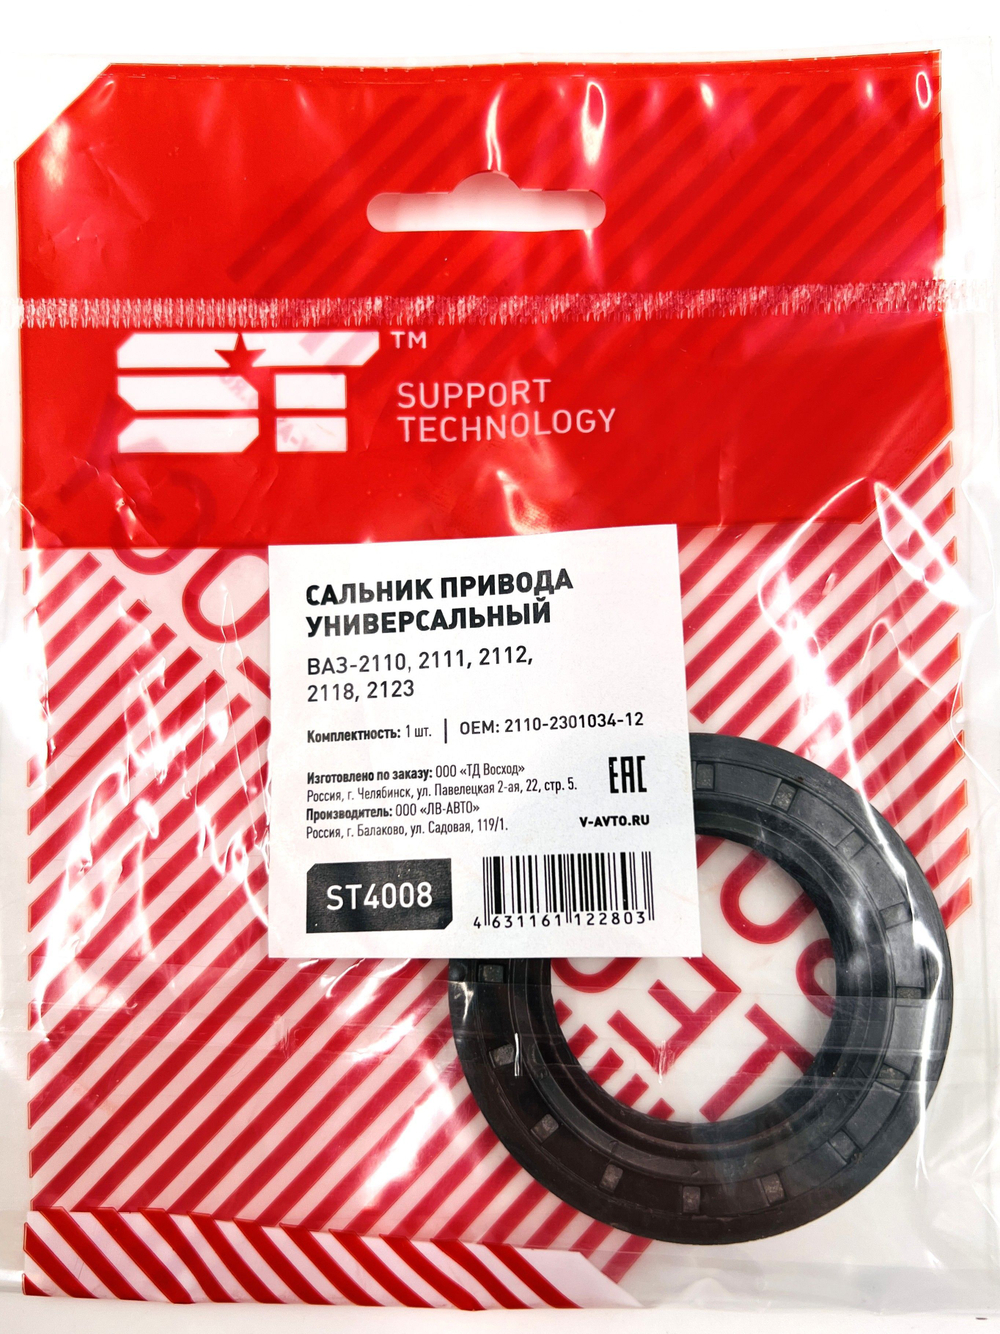 ST™
SUPPORT
TECHNOLOGY
САЛЬНИК ПРИВОДА
УНИВЕРСАЛЬНЫЙ
ВАЗ-2110, 2111, 2112,
2118, 2123
Комплектность: 1 шт. | OEM: 2110-2301034-12
Изготовлено по заказу: ООО «ТД Восход»
Россия, г. Челябинск, ул. Павелецкая 2-ая, 22, стр. 5.
Производитель: ООО «ЛВ-АВТО»
Россия, г. Балаково, ул. Садовая, 119/1.
EAC
V-AVTO.RU
ST4008
4 631161 122803